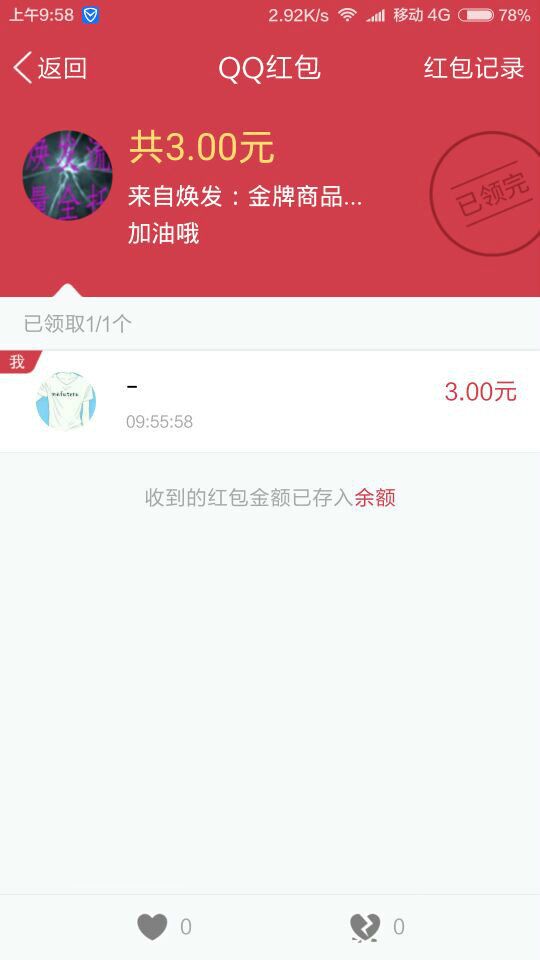 上午9:58 2.92K/s 移动 4G 78%
返回 QQ红包 红包记录
共3.00元
来自焕发：金牌商品...
加油哦
已领完
已领取1/1个
我
-
3.00元
09:55:58
收到的红包金额已存入余额
0 0